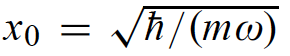 x₀ = √ħ/(mω)